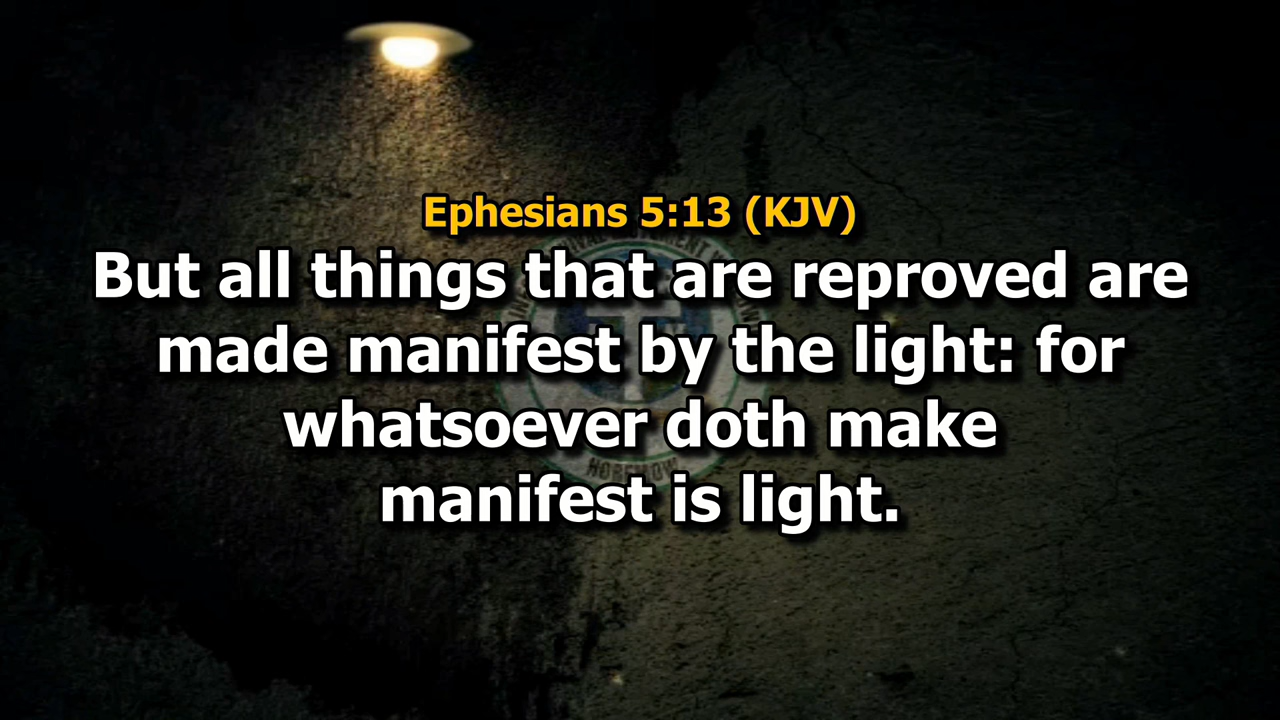 Ephesians 5:13 (KJV)
But all things that are reproved are
made manifest by the light: for
whatsoever doth make
manifest is light.